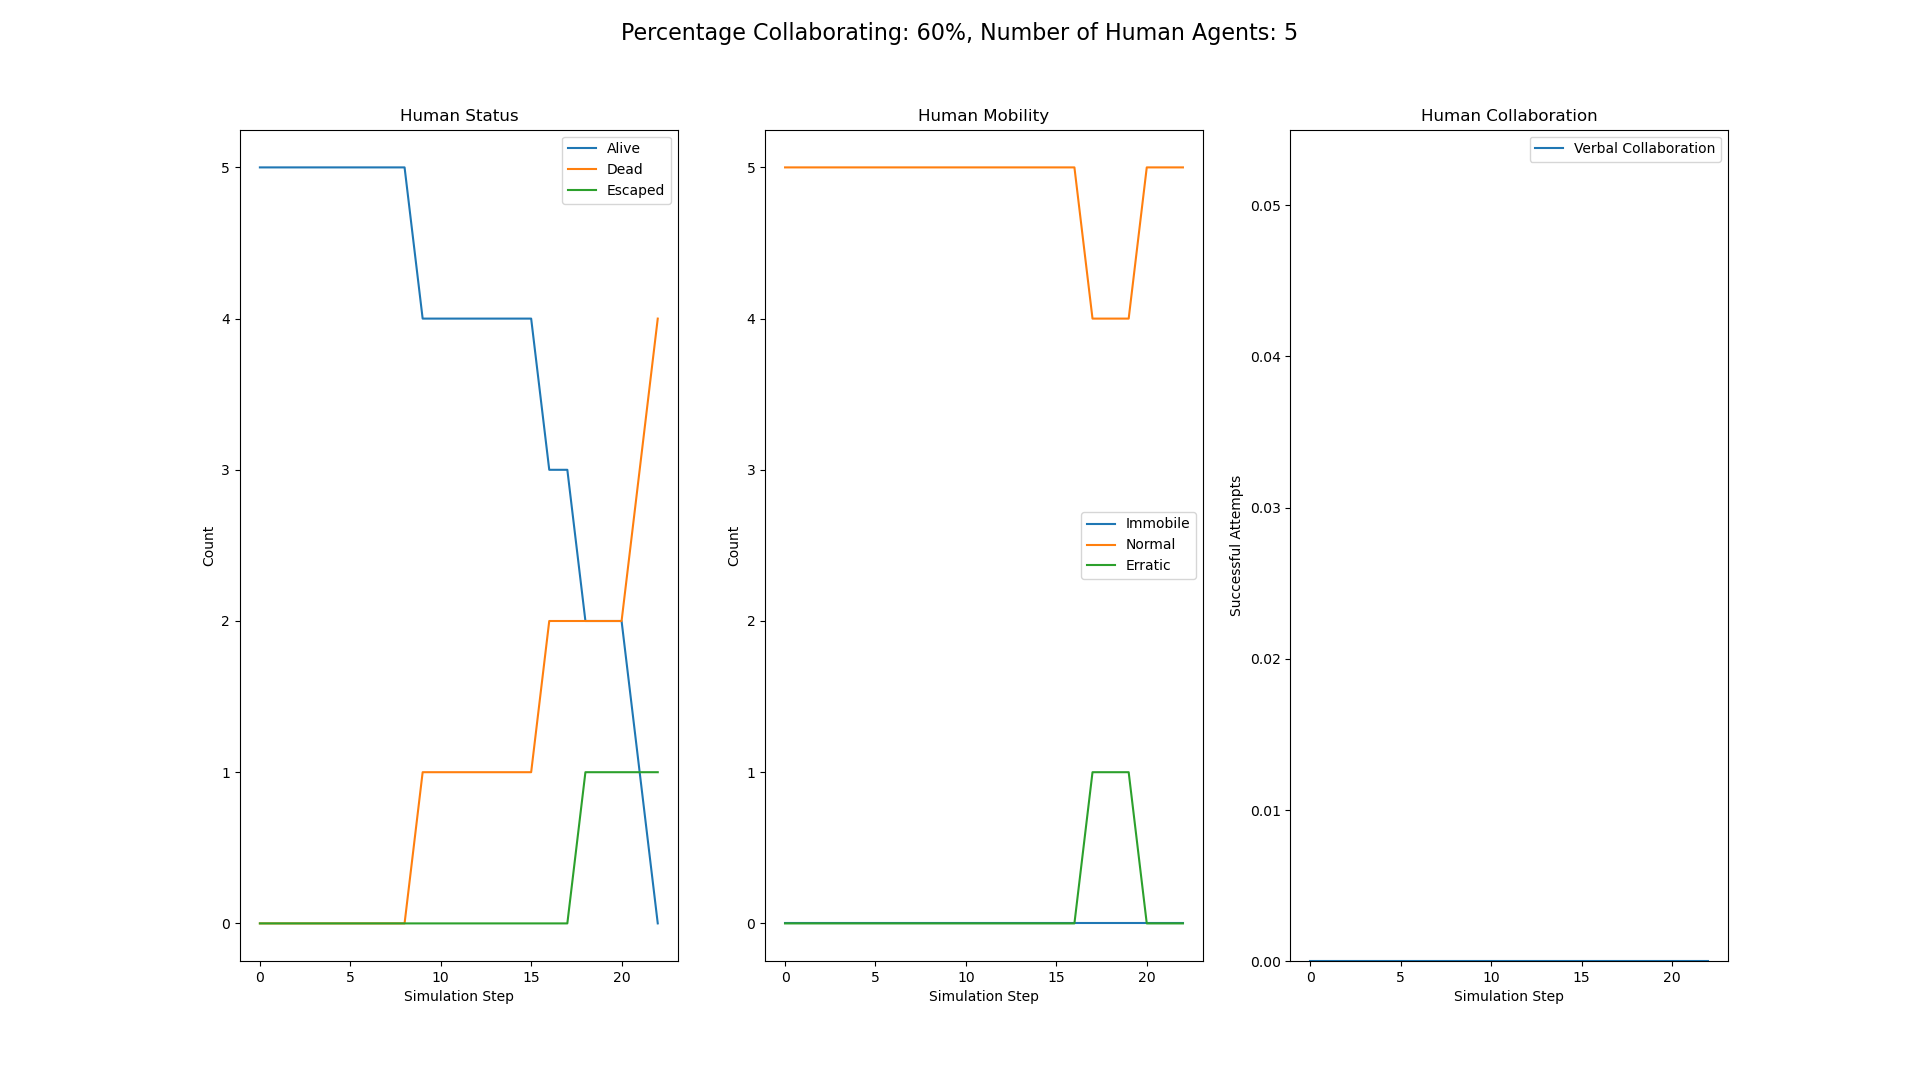 Percentage Collaborating: 60%, Number of Human Agents: 5
Human Status
Alive
Dead
Escaped
5
4
3
2
1
0
Count
0 5 10 15 20
Simulation Step
Human Mobility
Immobile
Normal
Erratic
5
4
3
2
1
0
Count
0 5 10 15 20
Simulation Step
Human Collaboration
Verbal Collaboration
0.05
0.04
0.03
0.02
0.01
0.00
Successful Attempts
0 5 10 15 20
Simulation Step